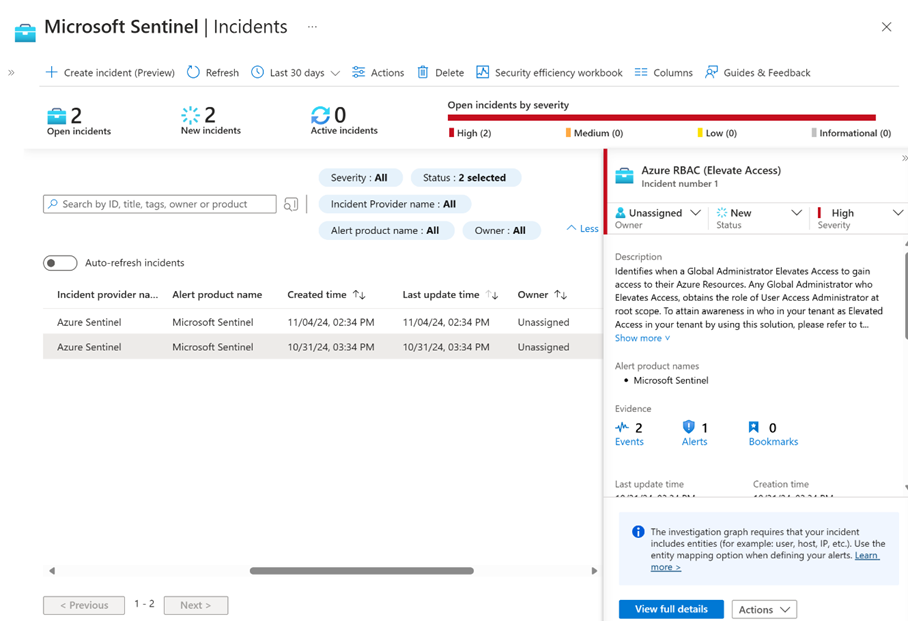 Microsoft Sentinel | Incidents ...
Create incident (Preview) Refresh Last 30 days Actions Delete Security efficiency workbook Columns Guides & Feedback
2
Open incidents
2
New incidents
0
Active incidents
Open incidents by severity
High (2) Medium (0) Low (0) Informational (0)
Search by ID, title, tags, owner or product
Severity : All Status : 2 selected
Incident Provider name : All
Alert product name : All Owner : All
Less
Auto-refresh incidents
Incident provider na... Alert product name Created time Last update time Owner
Azure Sentinel Microsoft Sentinel 11/04/24, 02:34 PM 11/04/24, 02:34 PM Unassigned
Azure Sentinel Microsoft Sentinel 10/31/24, 03:34 PM 10/31/24, 03:34 PM Unassigned
< Previous 1 - 2 Next >
Azure RBAC (Elevate Access)
Incident number 1
Unassigned New High
Owner Status Severity
Description
Identifies when a Global Administrator Elevates Access to gain
access to their Azure Resources. Any Global Administrator who
Elevates Access, obtains the role of User Access Administrator at
root scope. To attain awareness in who in your tenant as Elevated
Access in your tenant by using this solution, please refer to t...
Show more
Alert product names
• Microsoft Sentinel
Evidence
2 1 0
Events Alerts Bookmarks
Last update time Creation time
The investigation graph requires that your incident
includes entities (for example: user, host, IP, etc.). Use the
entity mapping option when defining your alerts. Learn
more >
View full details Actions